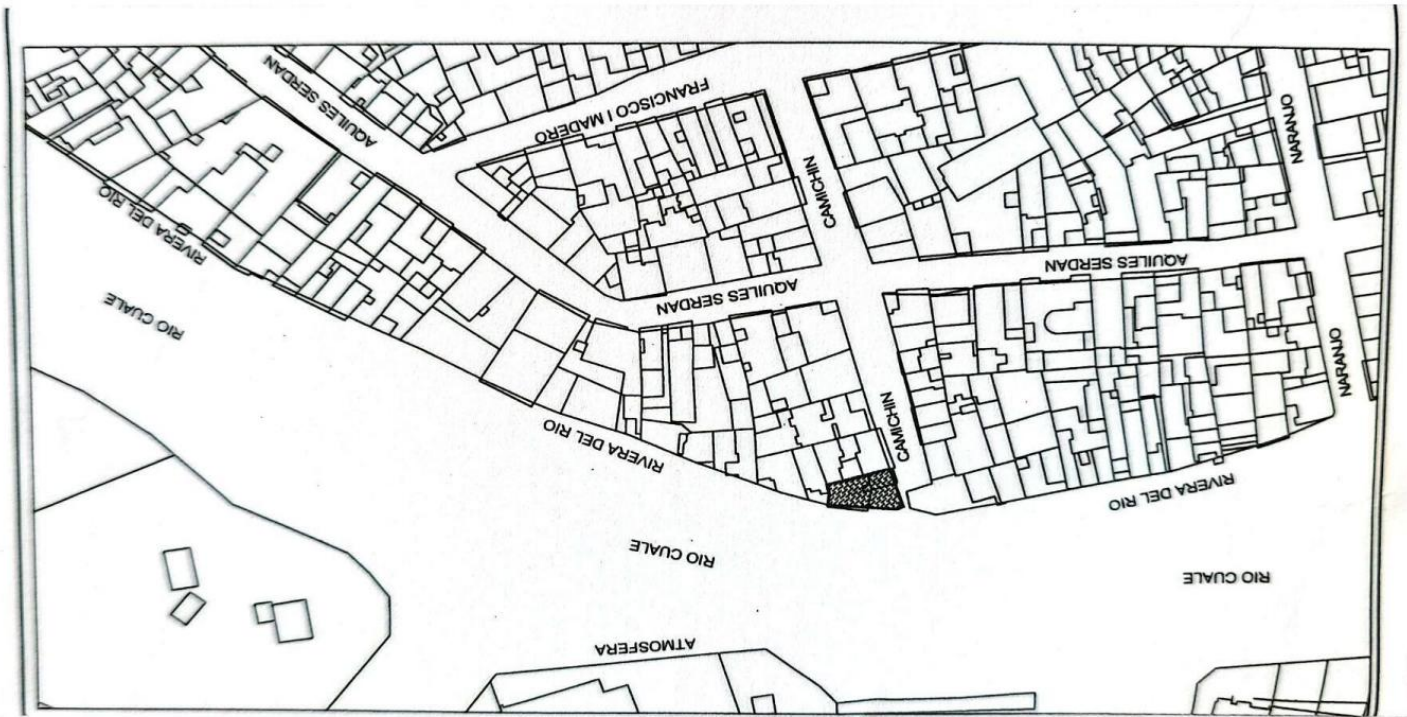 AQUILES SERDAN
FRANCISCO I MADERO
NARANJO
CAMICHIN
RIVERA DEL RIO
AQUILES SERDAN
AQUILES SERDAN
RIO CUALE
NARANJO
CAMICHIN
RIVERA DEL RIO
RIVERA DEL RIO
RIO CUALE
RIO CUALE
ATMOSFERA